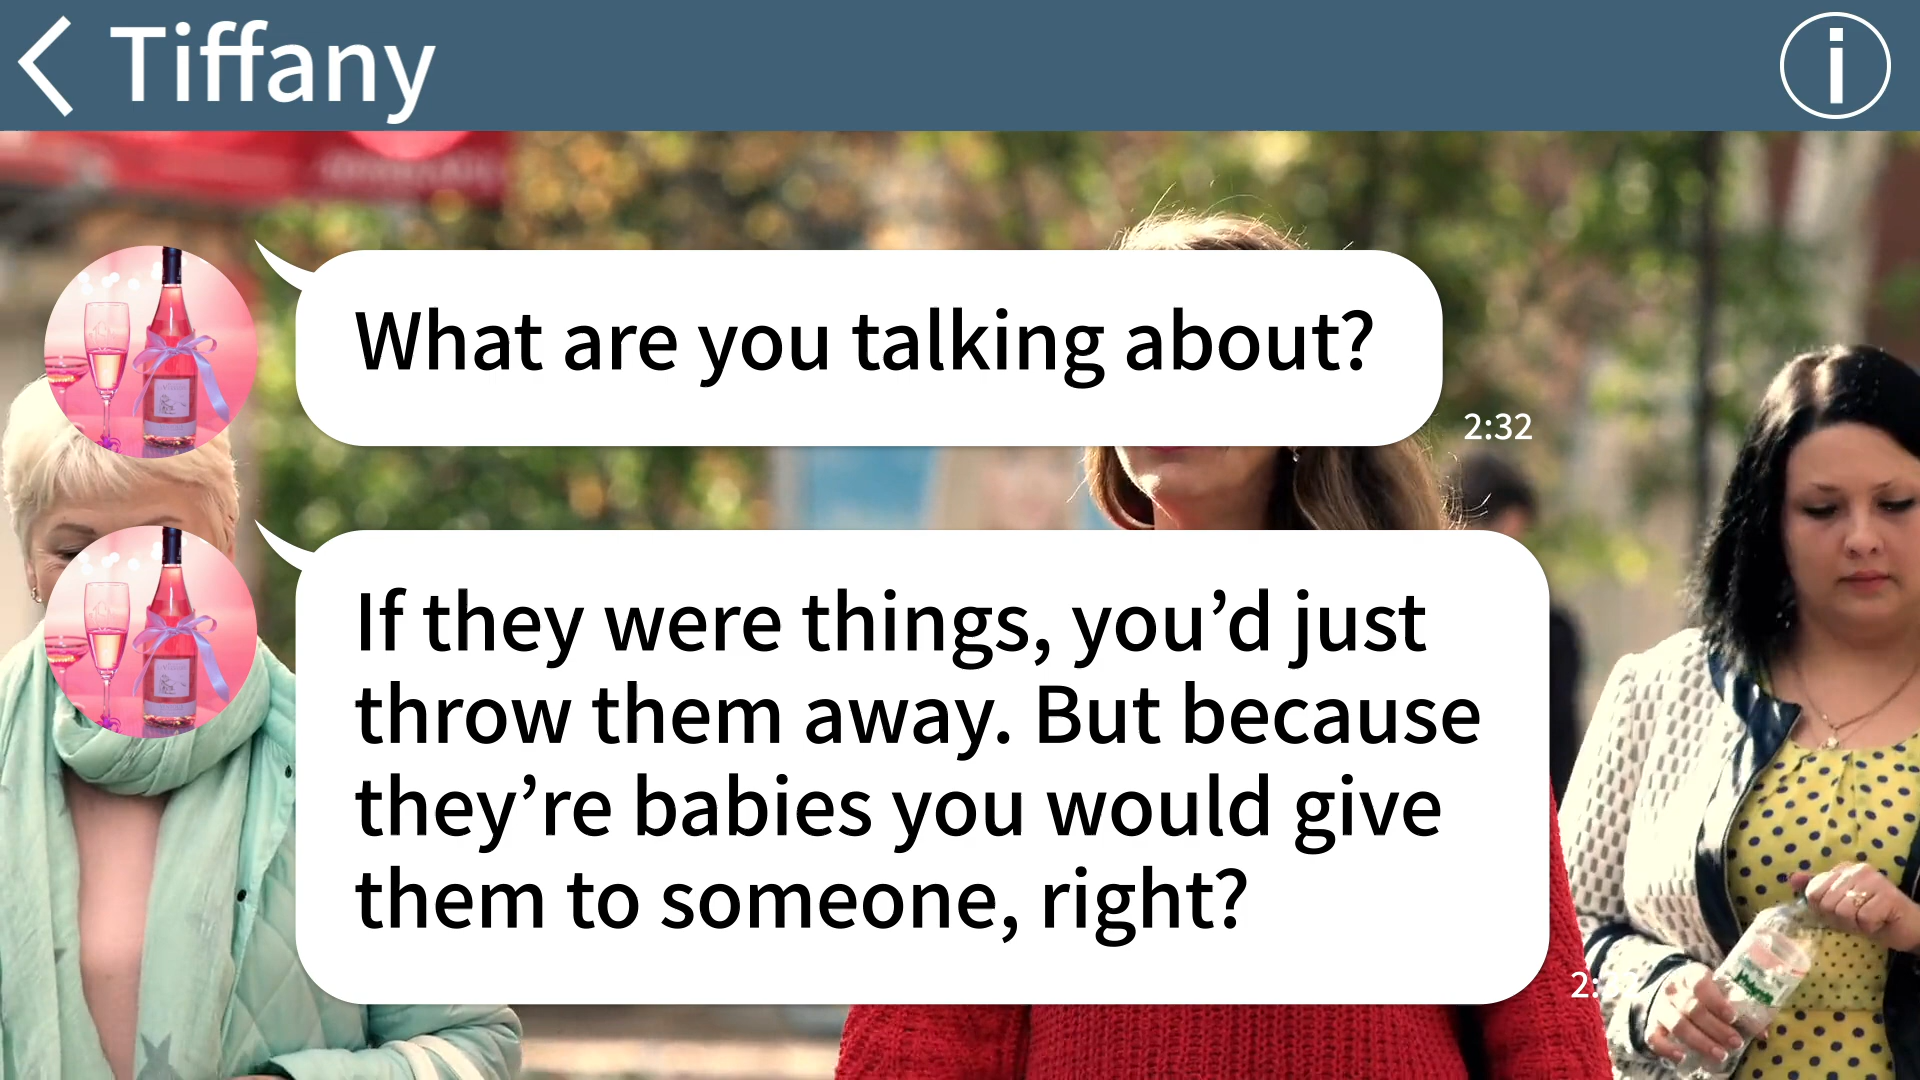 Tiffany
What are you talking about?
2:32
If they were things, you’d just
throw them away. But because
they’re babies you would give
them to someone, right?